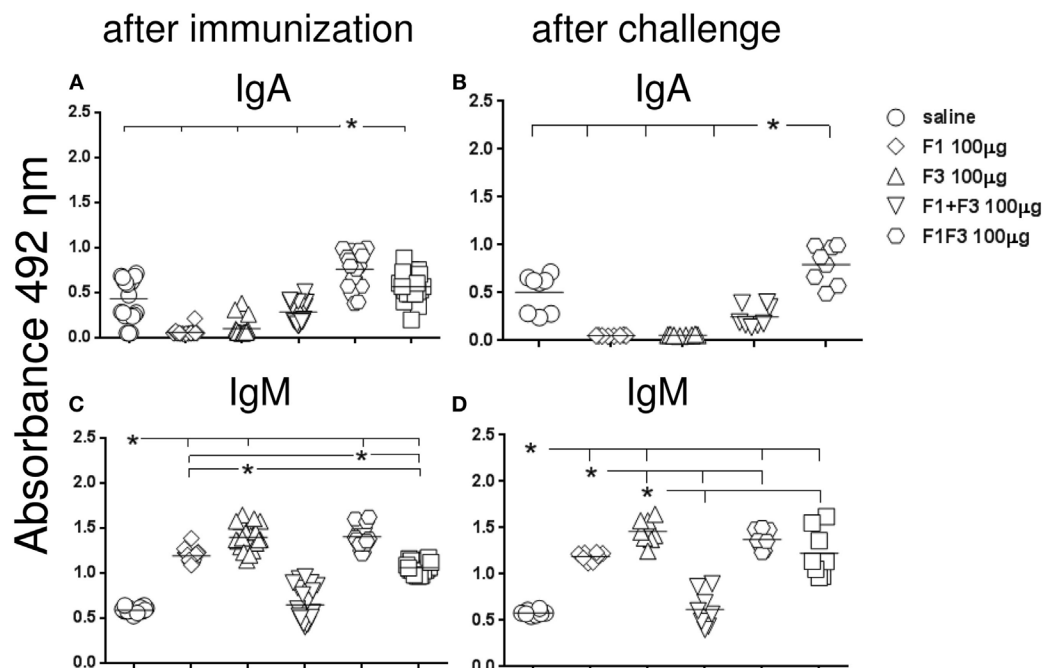 after immunization
after challenge
A
IgA
B
IgA
2.5
2.0
1.5
1.0
0.5
0.0
*
2.5
2.0
1.5
1.0
0.5
0.0
*
saline
F1 100µg
F3 100µg
F1+F3 100µg
F1F3 100µg
Absorbance 492 ηm
C
IgM
D
IgM
2.5
2.0
1.5
1.0
0.5
0.0
*
*
*
2.5
2.0
1.5
1.0
0.5
0.0
*
*
*